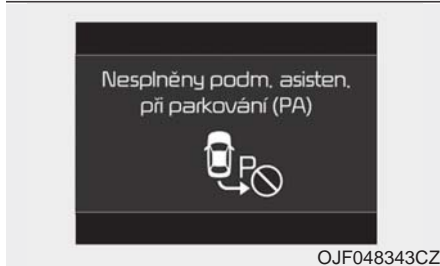 Nesplněny podm. asisten.
při parkování (PA)
P
OJF048343CZ